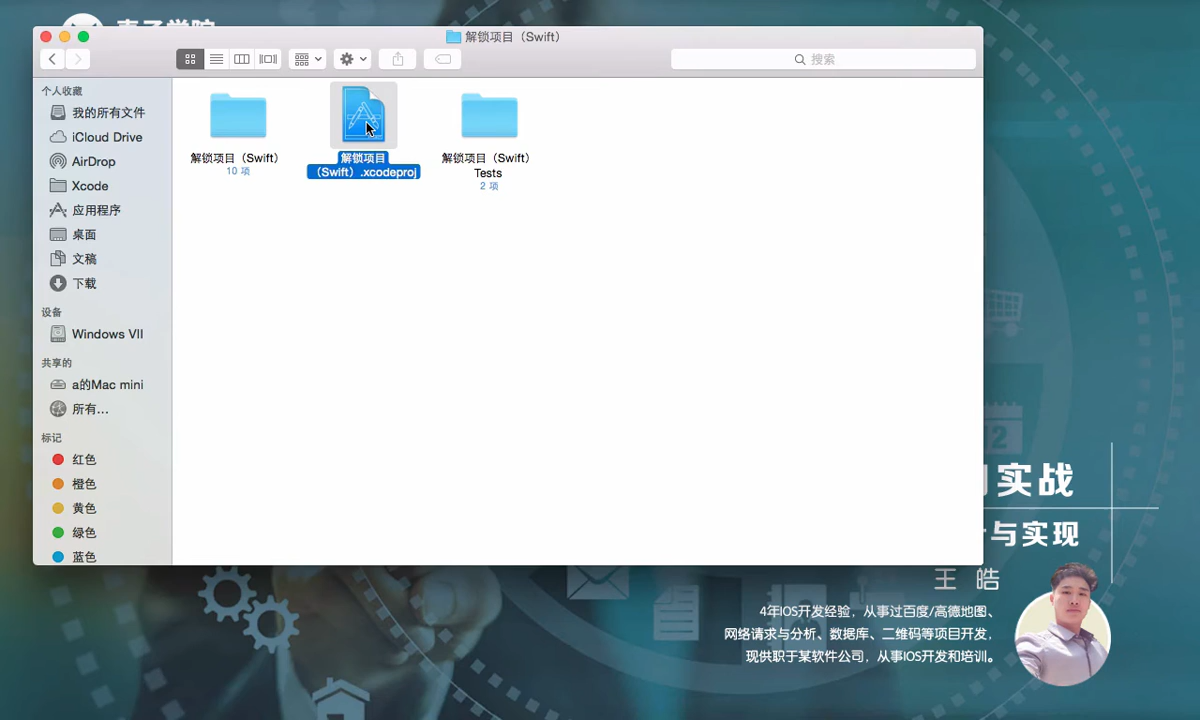 解锁项目（Swift）
搜索
个人收藏
我的所有文件
iCloud Drive
AirDrop
Xcode
应用程序
桌面
文稿
下载
设备
Windows VII
共享的
a的Mac mini
所有...
标记
红色
橙色
黄色
绿色
蓝色
解锁项目（Swift）
10 项
解锁项目
（Swift）.xcodeproj
解锁项目（Swift）
Tests
2 项
12
实战
与实现
王 皓
4年IOS开发经验，从事过百度/高德地图、
网络请求与分析、数据库、二维码等项目开发，
现供职于某软件公司，从事IOS开发和培训。